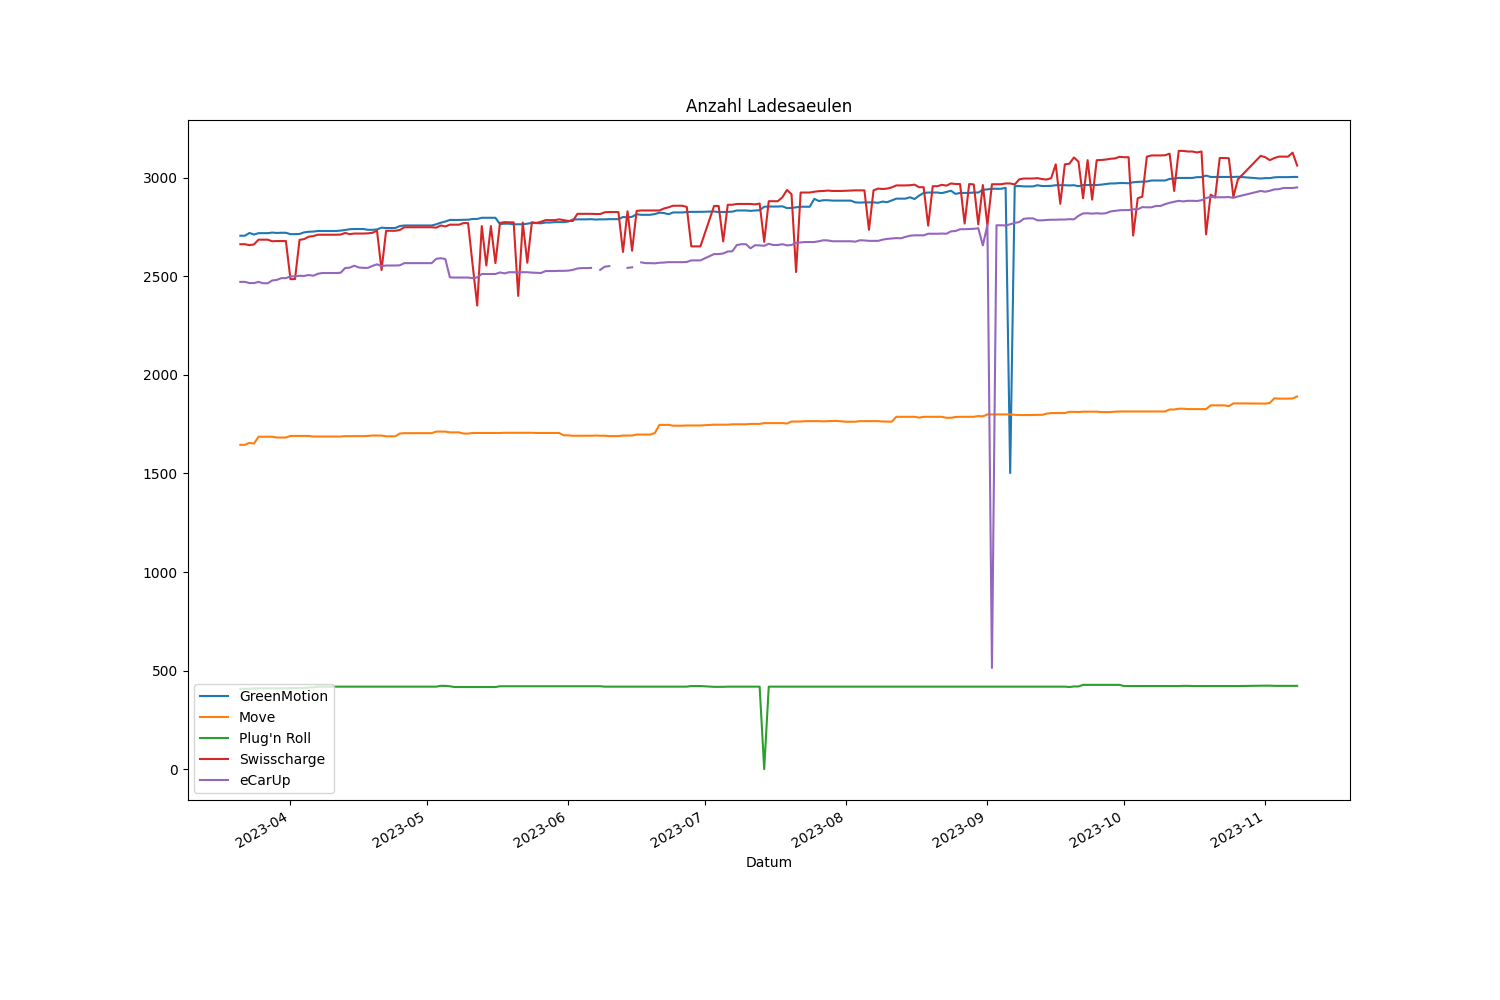 Anzahl Ladesaeulen
3000
2500
2000
1500
1000
500
0
GreenMotion
Move
Plug'n Roll
Swisscharge
eCarUp
2023-04
2023-05
2023-06
2023-07
2023-08
2023-09
2023-10
2023-11
Datum